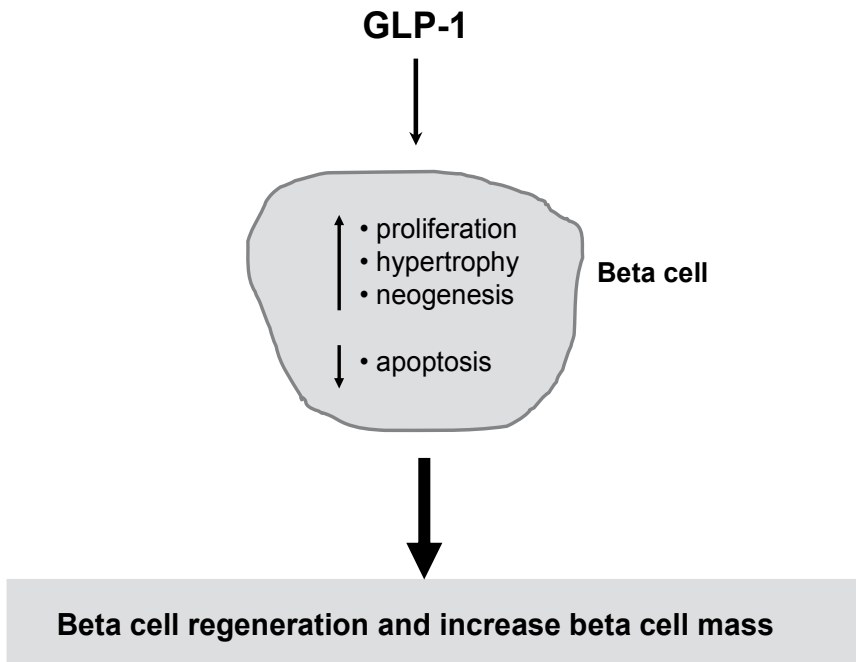 GLP-1
• proliferation
• hypertrophy
• neogenesis
Beta cell
• apoptosis
Beta cell regeneration and increase beta cell mass